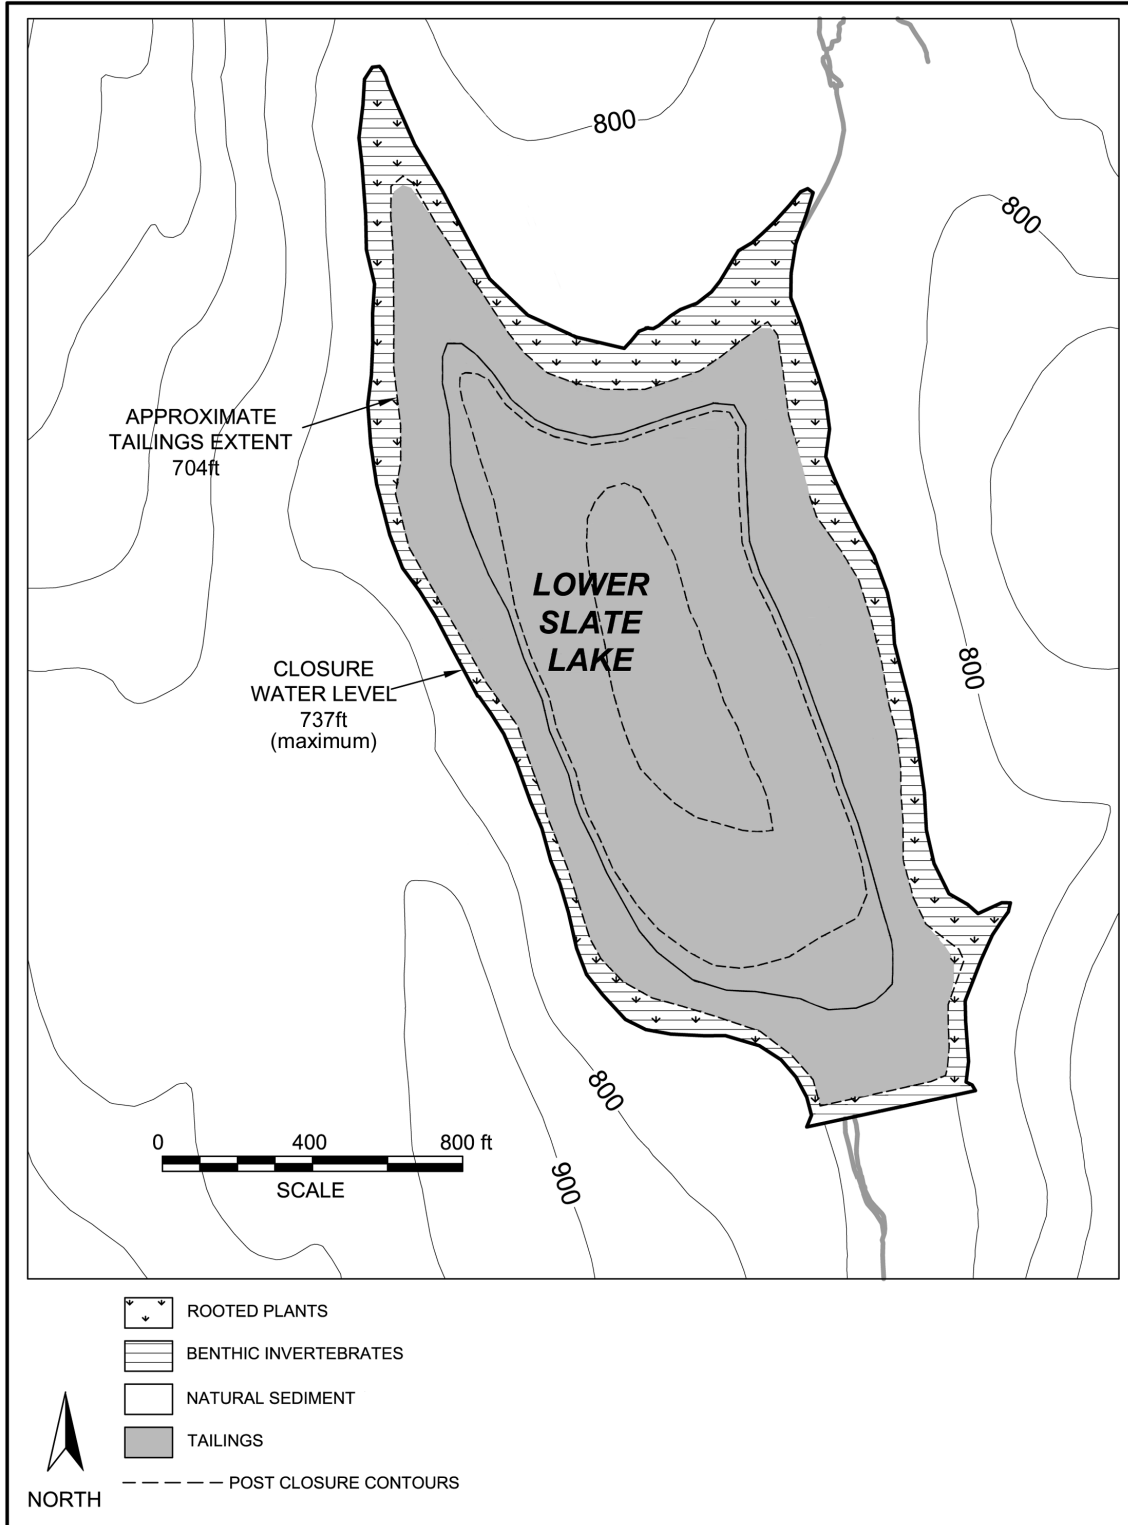 800
800
APPROXIMATE
TAILINGS EXTENT
704ft
LOWER
SLATE
LAKE
CLOSURE
WATER LEVEL
737ft
(maximum)
800
800
900
0 400 800 ft
SCALE
ROOTED PLANTS
BENTHIC INVERTEBRATES
NATURAL SEDIMENT
TAILINGS
POST CLOSURE CONTOURS
NORTH